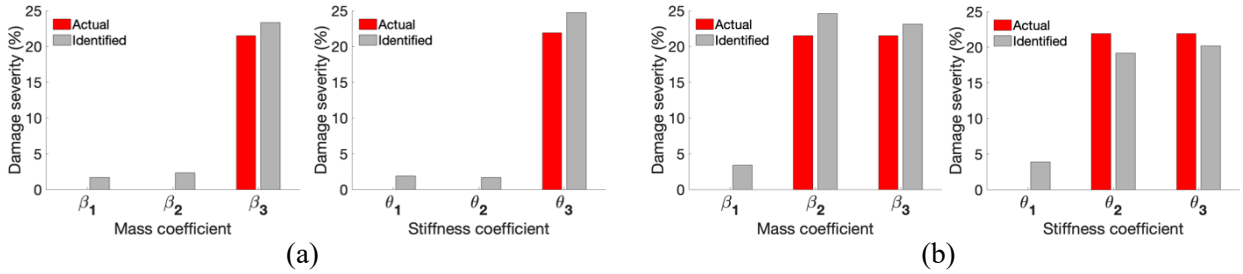 Damage severity (%)
25
20
15
10
5
0
Actual
Identified
β1
β2
β3
Mass coefficient
Damage severity (%)
25
20
15
10
5
0
Actual
Identified
θ1
θ2
θ3
Stiffness coefficient
(a)
Damage severity (%)
25
20
15
10
5
0
Actual
Identified
β1
β2
β3
Mass coefficient
Damage severity (%)
25
20
15
10
5
0
Actual
Identified
θ1
θ2
θ3
Stiffness coefficient
(b)